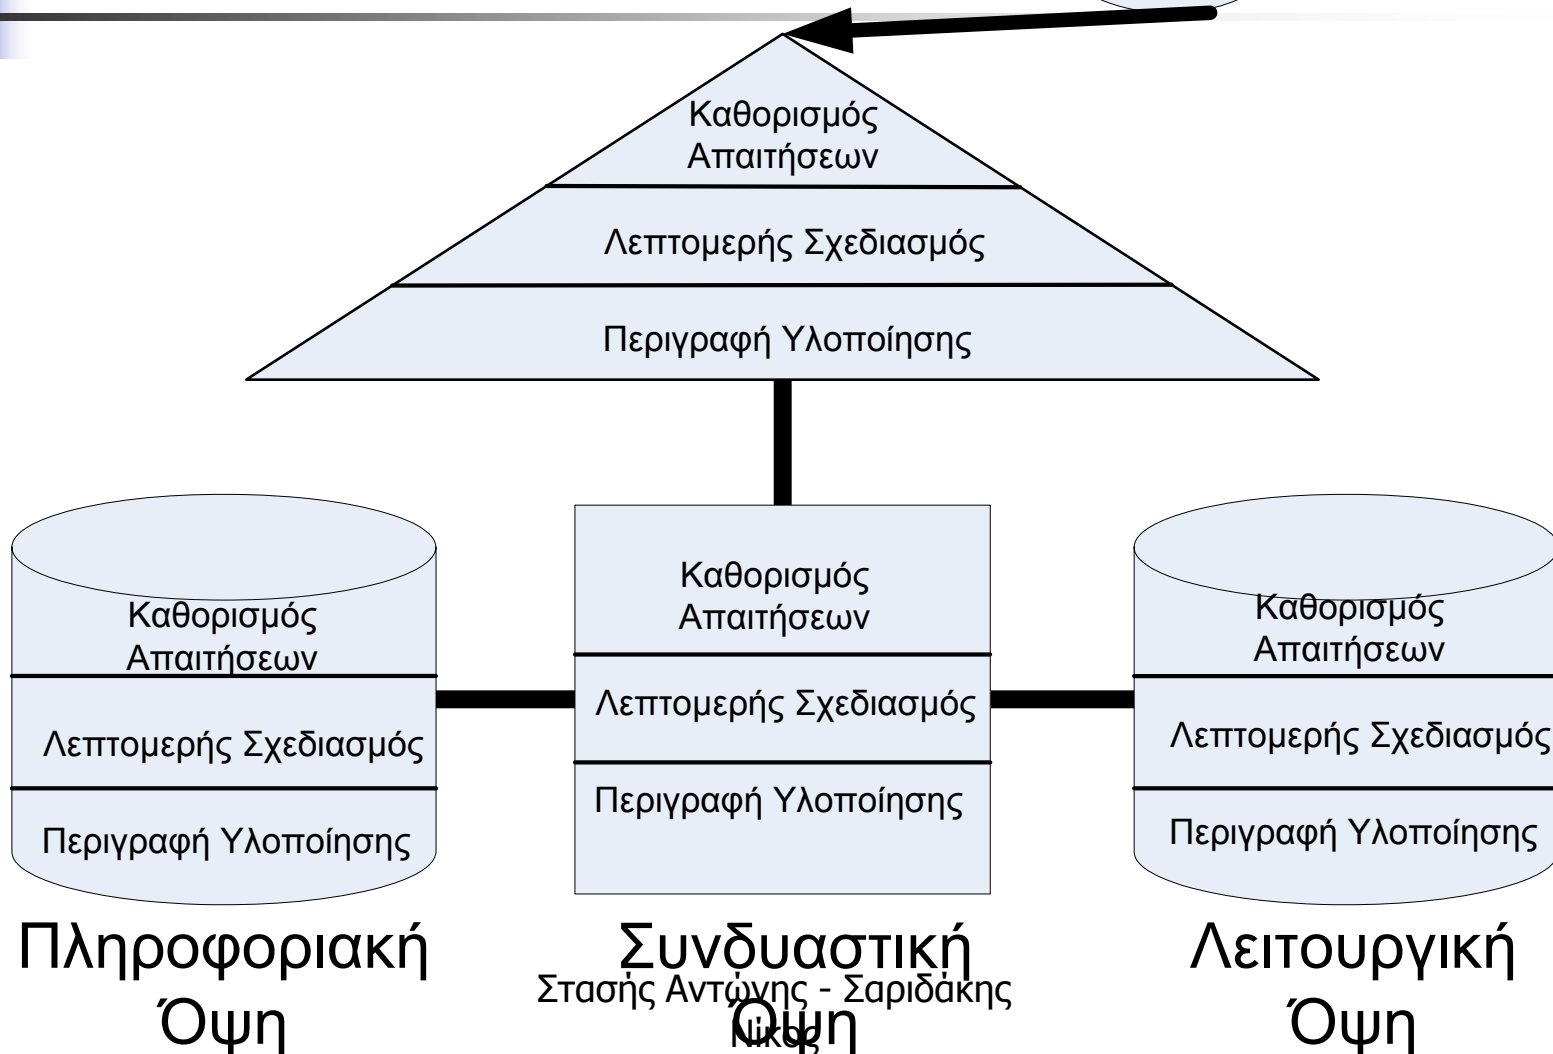 Καθορισμός
Απαιτήσεων
Λεπτομερής Σχεδιασμός
Περιγραφή Υλοποίησης
Καθορισμός
Απαιτήσεων
Λεπτομερής Σχεδιασμός
Περιγραφή Υλοποίησης
Καθορισμός
Απαιτήσεων
Λεπτομερής Σχεδιασμός
Περιγραφή Υλοποίησης
Καθορισμός
Απαιτήσεων
Λεπτομερής Σχεδιασμός
Περιγραφή Υλοποίησης
Πληροφοριακή
Όψη
Συνδυαστική
Όψη
Λειτουργική
Όψη
Στασής Αντώνης - Σαριδάκης
Νίκος